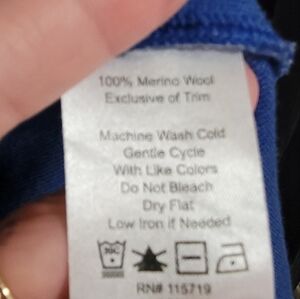 100% Merino Wool
Exclusive of Trim
Machine Wash Cold
Gentle Cycle
With Like Colors
Do Not Bleach
Dry Flat
Low Iron if Needed
RN# 115719